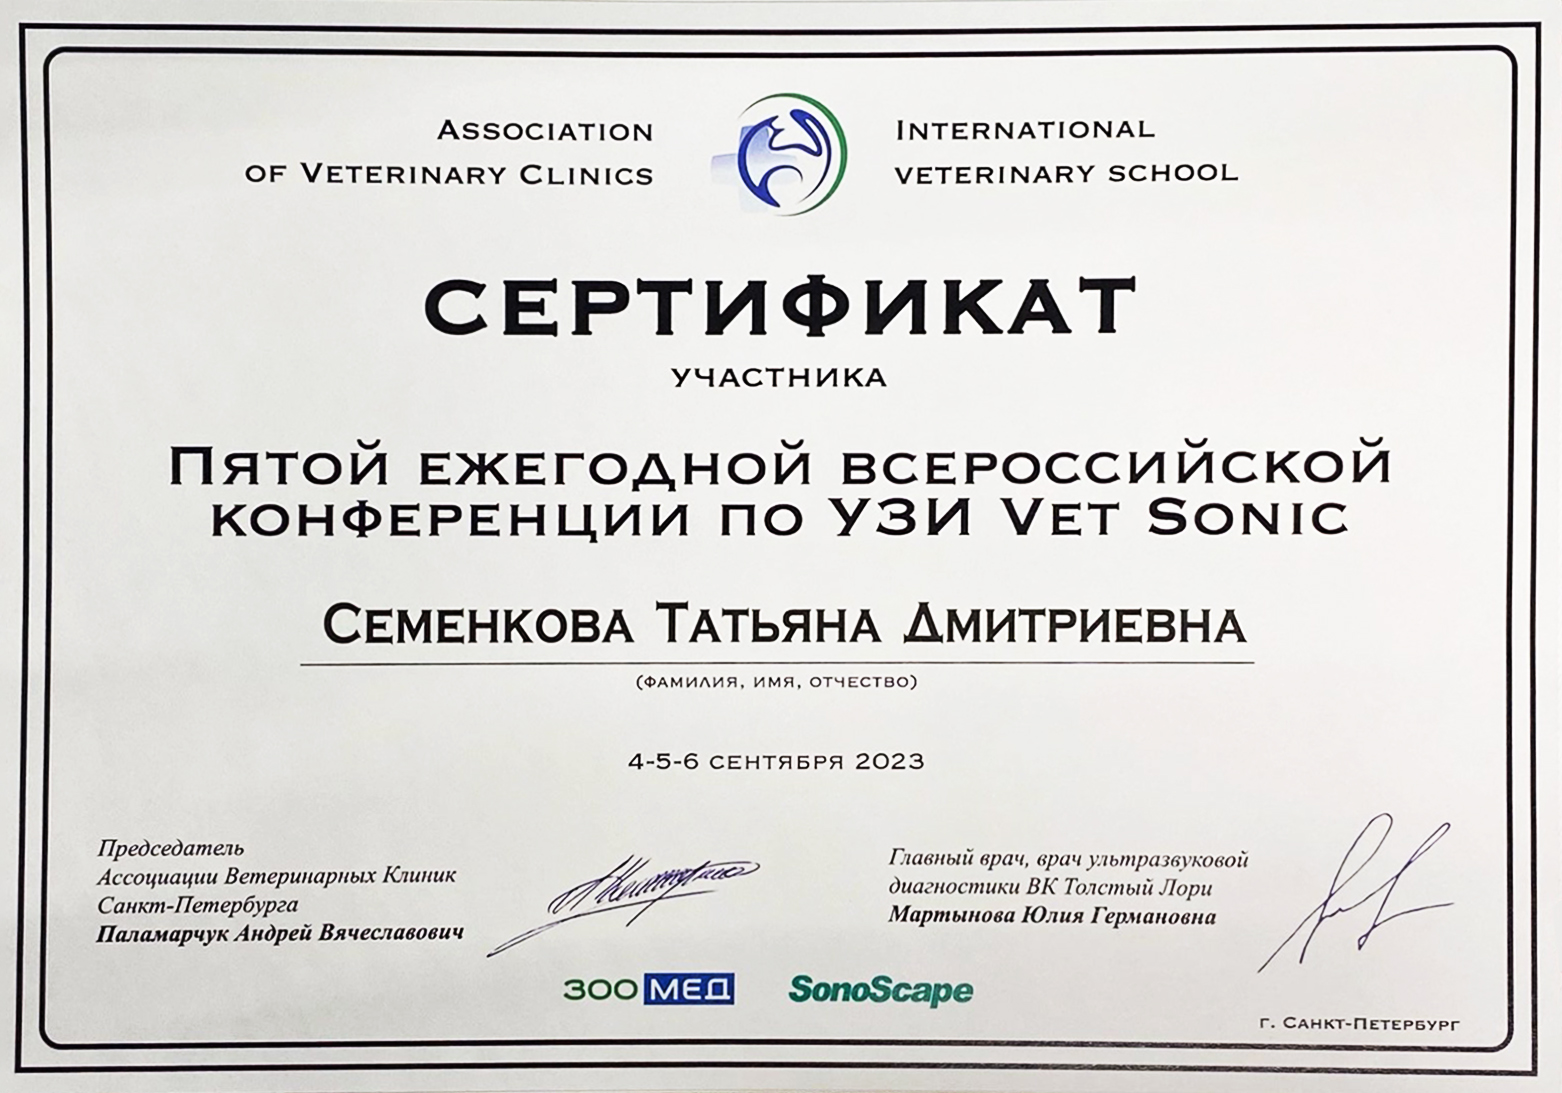 Association
of Veterinary Clinics
International
veterinary school
СЕРТИФИКАТ
участника
Пятой ежегодной всероссийской
конференции по УЗИ Vet Sonic
Семенкова Татьяна Дмитриевна
(фамилия, имя, отчество)
4-5-6 сентября 2023
Председатель
Ассоциации Ветеринарных Клиник
Санкт-Петербурга
Паламарчук Андрей Вячеславович
Главный врач, врач ультразвуковой
диагностики ВК Толстый Лори
Мартынова Юлия Германовна
ЗООМЕД
SonoScape
г. Санкт-Петербург